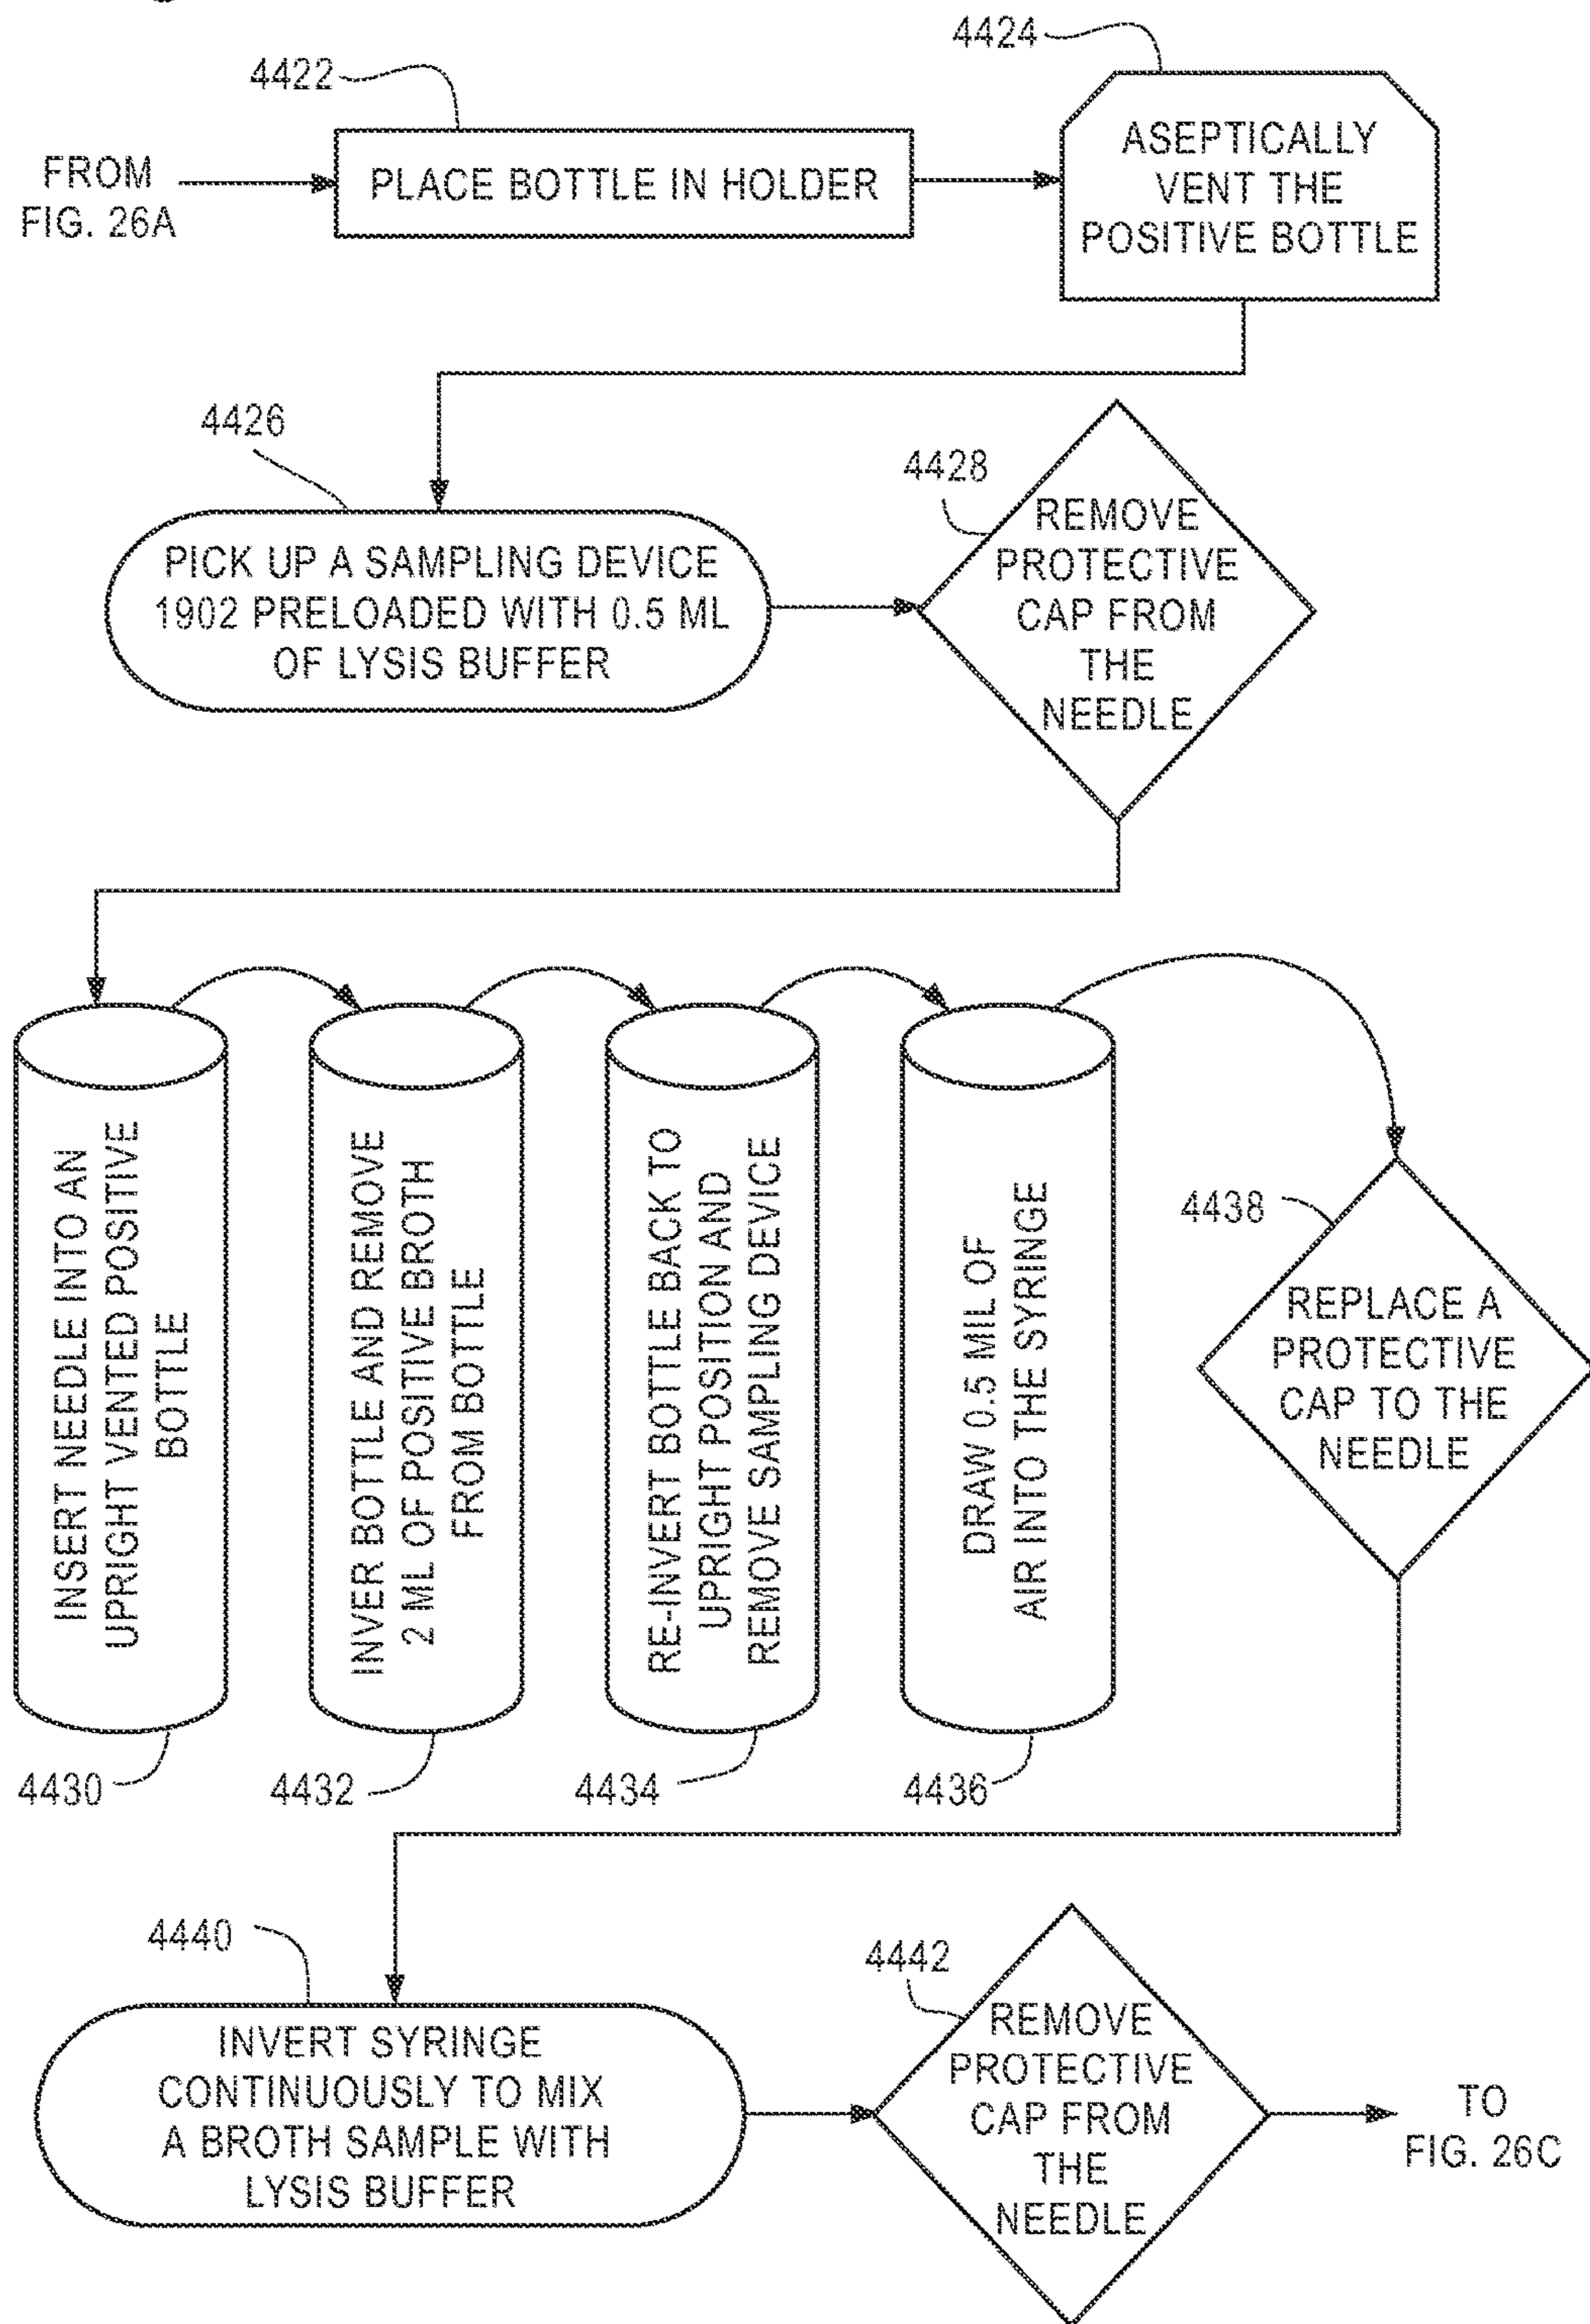 4422
4424
FROM
FIG. 26A
PLACE BOTTLE IN HOLDER
ASEPTICALLY
VENT THE
POSITIVE BOTTLE
4426
4428
PICK UP A SAMPLING DEVICE
1902 PRELOADED WITH 0.5 ML
OF LYSIS BUFFER
REMOVE
PROTECTIVE
CAP FROM
THE
NEEDLE
INSERT NEEDLE INTO AN
UPRIGHT VENTED POSITIVE
BOTTLE
4430
INVER BOTTLE AND REMOVE
2 ML OF POSITIVE BROTH
FROM BOTTLE
4432
RE-INVERT BOTTLE BACK TO
UPRIGHT POSITION AND
REMOVE SAMPLING DEVICE
4434
DRAW 0.5 MIL OF
AIR INTO THE SYRINGE
4436
4438
REPLACE A
PROTECTIVE
CAP TO THE
NEEDLE
4440
INVERT SYRINGE
CONTINUOUSLY TO MIX
A BROTH SAMPLE WITH
LYSIS BUFFER
4442
REMOVE
PROTECTIVE
CAP FROM
THE
NEEDLE
TO
FIG. 26C